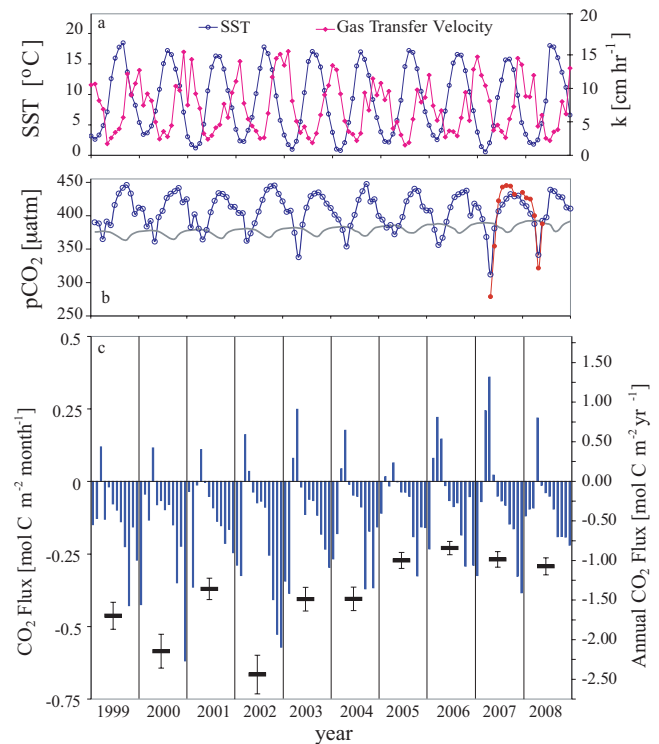 a
SST
Gas Transfer Velocity
20
15
10
5
0
SST [°C]
20
15
10
5
0
k [cm hr⁻¹]
450
400
350
300
250
pCO₂ [µatm]
b
c
0.5
0.25
0
-0.25
-0.5
-0.75
CO₂ Flux [mol C m⁻² month⁻¹]
1.50
1.00
0.50
0.00
-0.50
-1.00
-1.50
-2.00
-2.50
Annual CO₂ Flux [mol C m⁻² yr⁻¹]
1999 2000 2001 2002 2003 2004 2005 2006 2007 2008
year